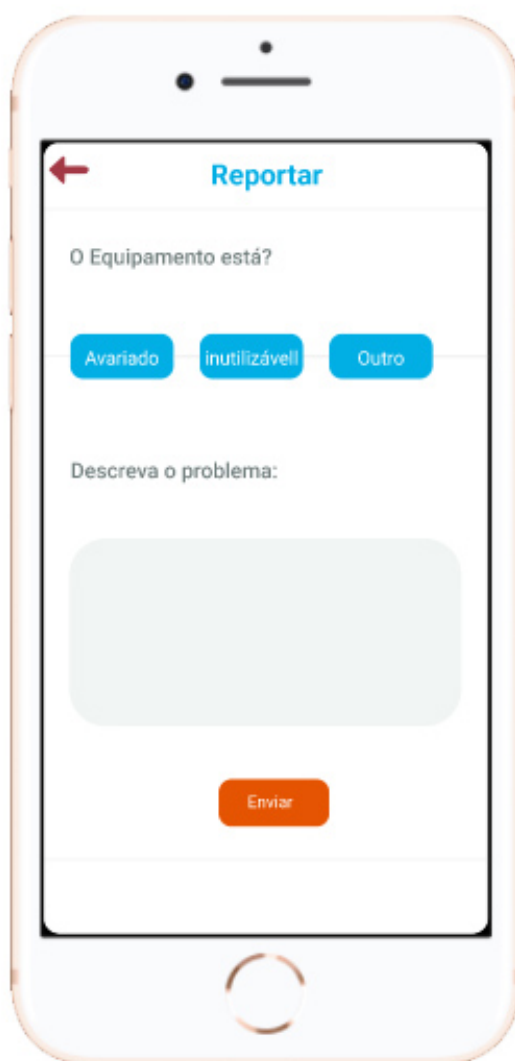 Reportar
O Equipamento está?
Avariado inutilizávell Outro
Descreva o problema:
Enviar